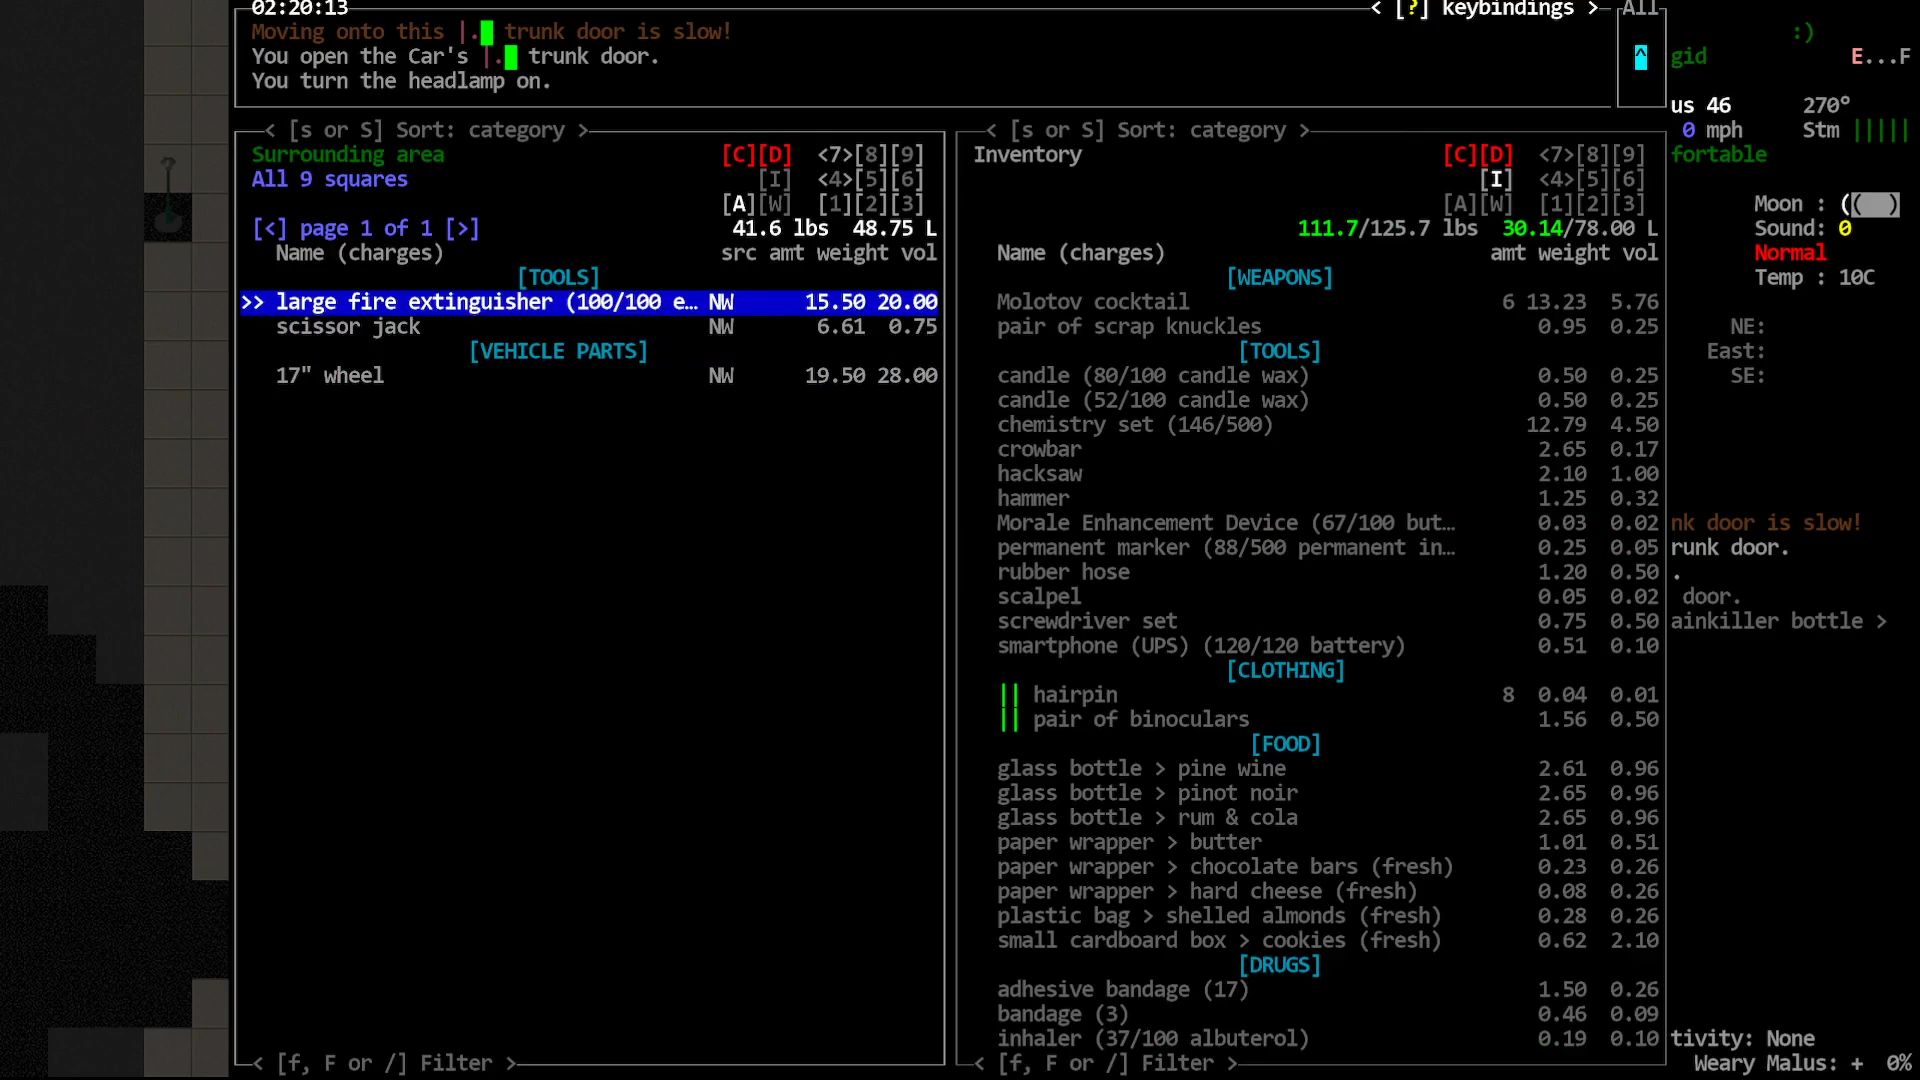 02:20:13 < [?] keybindings > All
Moving onto this |. trunk door is slow! :)
You open the Car's |. trunk door. ^ gid E...F
You turn the headlamp on.
us 46 270°
< [s or S] Sort: category > < [s or S] Sort: category > 0 mph Stm |||||
Surrounding area [C][D] <7>[8][9] Inventory [C][D] <7>[8][9] fortable
All 9 squares [I] <4>[5][6] [I] <4>[5][6]
[A][W] [1][2][3] [A][W] [1][2][3] Moon : (( )
[<] page 1 of 1 [>] 41.6 lbs 48.75 L 111.7/125.7 lbs 30.14/78.00 L Sound: 0
Name (charges) src amt weight vol Name (charges) amt weight vol Normal
[TOOLS] [WEAPONS] Temp : 10C
>> large fire extinguisher (100/100 e… NW 15.50 20.00 Molotov cocktail 6 13.23 5.76
scissor jack NW 6.61 0.75 pair of scrap knuckles 0.95 0.25 NE:
[VEHICLE PARTS] [TOOLS] East:
17" wheel NW 19.50 28.00 candle (80/100 candle wax) 0.50 0.25 SE:
candle (52/100 candle wax) 0.50 0.25
chemistry set (146/500) 12.79 4.50
crowbar 2.65 0.17
hacksaw 2.10 1.00
hammer 1.25 0.32
Morale Enhancement Device (67/100 but… 0.03 0.02 nk door is slow!
permanent marker (88/500 permanent in… 0.25 0.05 runk door.
rubber hose 1.20 0.50 .
scalpel 0.05 0.02 door.
screwdriver set 0.75 0.50 ainkiller bottle >
smartphone (UPS) (120/120 battery) 0.51 0.10
[CLOTHING]
|| hairpin 8 0.04 0.01
|| pair of binoculars 1.56 0.50
[FOOD]
glass bottle > pine wine 2.61 0.96
glass bottle > pinot noir 2.65 0.96
glass bottle > rum & cola 2.65 0.96
paper wrapper > butter 1.01 0.51
paper wrapper > chocolate bars (fresh) 0.23 0.26
paper wrapper > hard cheese (fresh) 0.08 0.26
plastic bag > shelled almonds (fresh) 0.28 0.26
small cardboard box > cookies (fresh) 0.62 2.10
[DRUGS]
adhesive bandage (17) 1.50 0.26
bandage (3) 0.46 0.09
inhaler (37/100 albuterol) 0.19 0.10 tivity: None
< [f, F or /] Filter > < [f, F or /] Filter > Weary Malus: + 0%